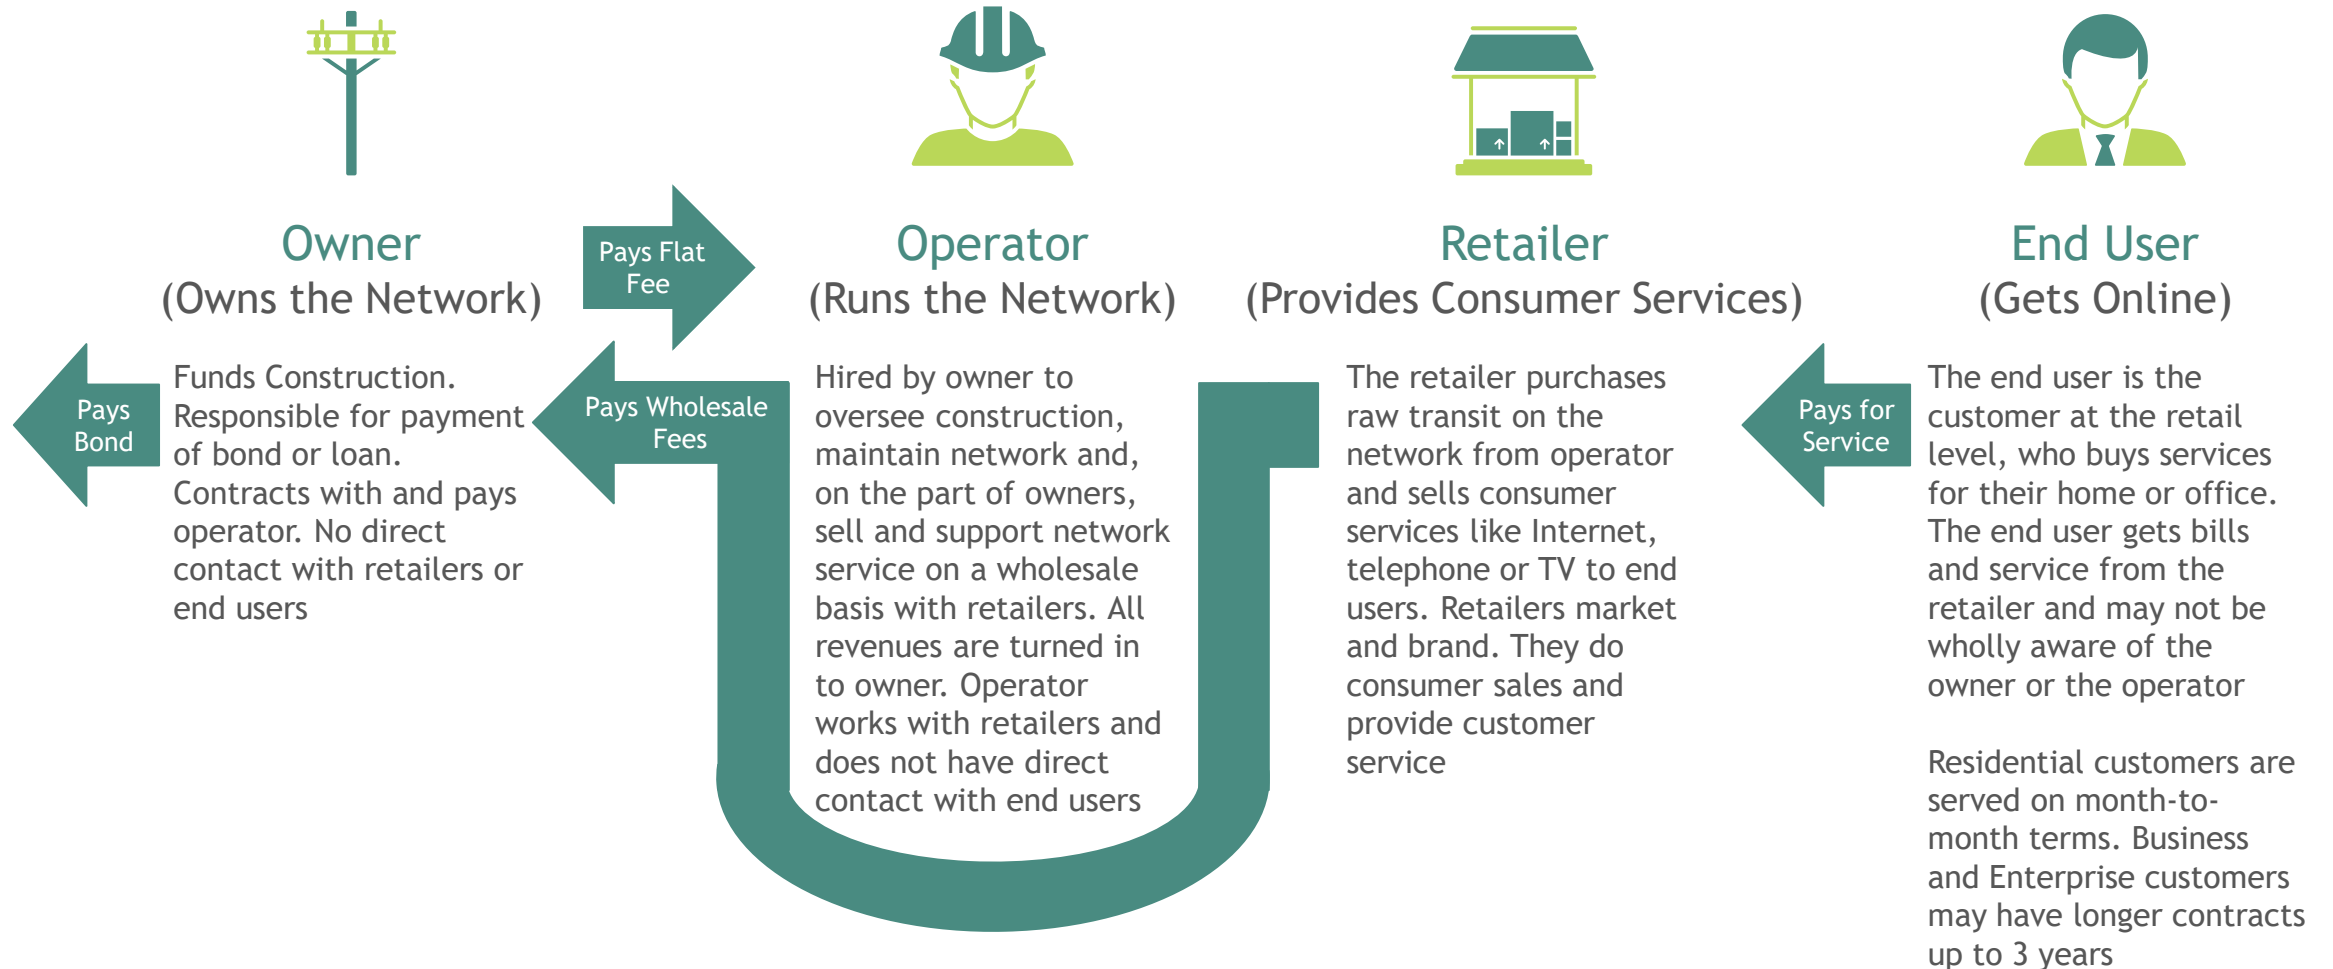 Owner
(Owns the Network)
Pays
Bond
Funds Construction.
Responsible for payment
of bond or loan.
Contracts with and pays
operator. No direct
contact with retailers or
end users
Pays Flat
Fee
Pays Wholesale
Fees
Operator
(Runs the Network)
Hired by owner to
oversee construction,
maintain network and,
on the part of owners,
sell and support network
service on a wholesale
basis with retailers. All
revenues are turned in
to owner. Operator
works with retailers and
does not have direct
contact with end users
Retailer
(Provides Consumer Services)
The retailer purchases
raw transit on the
network from operator
and sells consumer
services like Internet,
telephone or TV to end
users. Retailers market
and brand. They do
consumer sales and
provide customer
service
Pays for
Service
End User
(Gets Online)
The end user is the
customer at the retail
level, who buys services
for their home or office.
The end user gets bills
and service from the
retailer and may not be
wholly aware of the
owner or the operator
Residential customers are
served on month-to-
month terms. Business
and Enterprise customers
may have longer contracts
up to 3 years